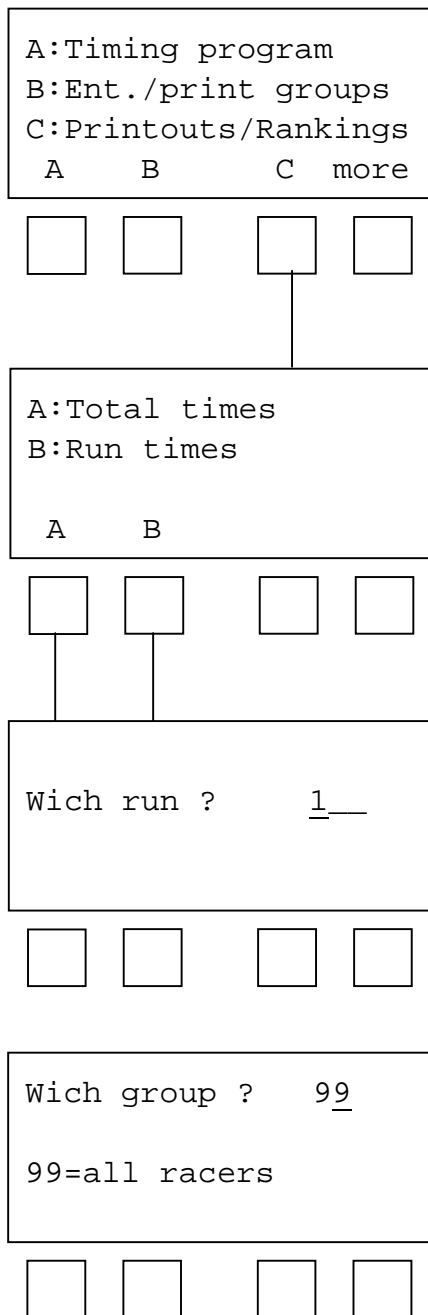 A:Timing program
B:Ent./print groups
C:Printouts/Rankings
A B C more
A:Total times
B:Run times
A B
Wich run ? 1__
Wich group ? 99
99=all racers